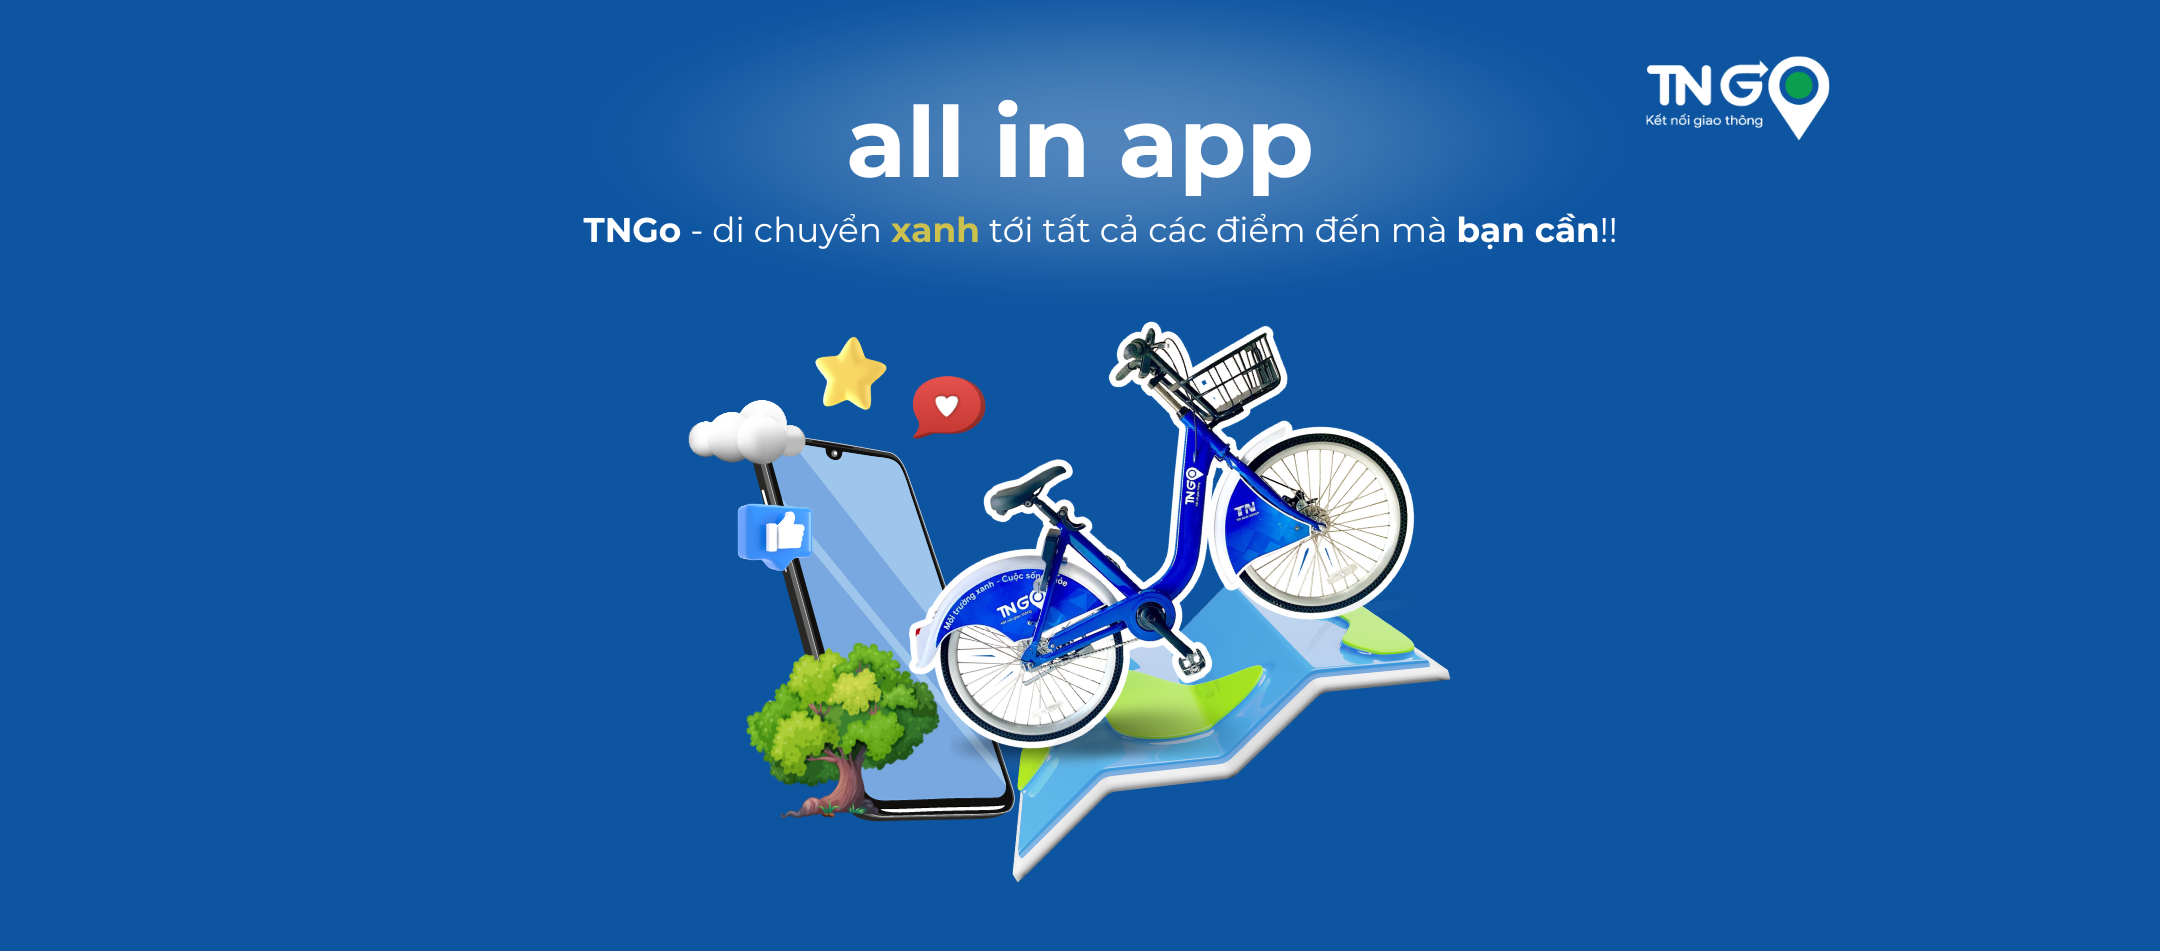 all in app
TNGO
Kết nối giao thông
TNGo - di chuyển xanh tới tất cả các điểm đến mà bạn cần!!
TNGO
TN
Môi trường xanh - Cuộc sống
TNGO